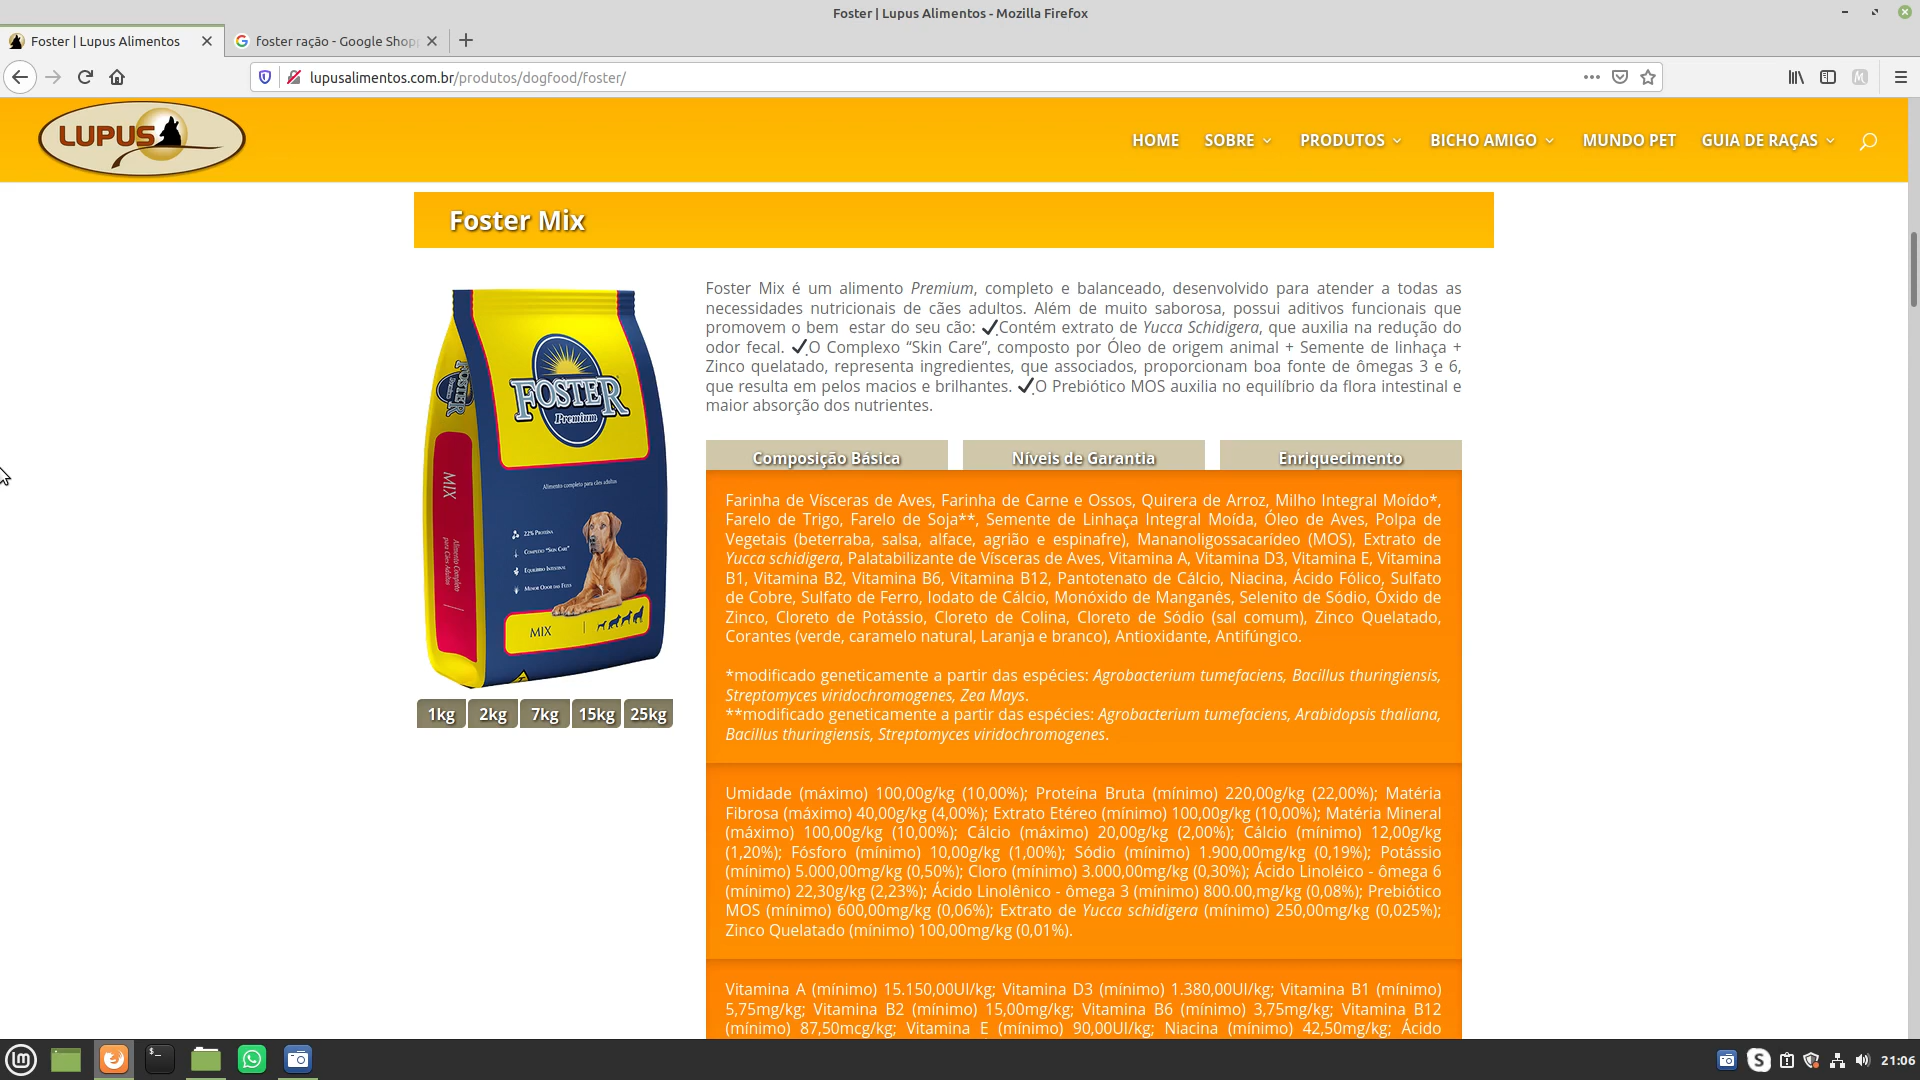 Foster | Lupus Alimentos - Mozilla Firefox
Foster | Lupus Alimentos
foster ração - Google Shop
lupusalimentos.com.br/produtos/dogfood/foster/
LUPUS
HOME
SOBRE
PRODUTOS
BICHO AMIGO
MUNDO PET
GUIA DE RAÇAS
Foster Mix
Foster Mix é um alimento Premium, completo e balanceado, desenvolvido para atender a todas as
necessidades nutricionais de cães adultos. Além de muito saborosa, possui aditivos funcionais que
promovem o bem estar do seu cão: ✔Contém extrato de Yucca Schidigera, que auxilia na redução do
odor fecal. ✔O Complexo “Skin Care”, composto por Óleo de origem animal + Semente de linhaça +
Zinco quelatado, representa ingredientes, que associados, proporcionam boa fonte de ômegas 3 e 6,
que resulta em pelos macios e brilhantes. ✔O Prebiótico MOS auxilia no equilíbrio da flora intestinal e
maior absorção dos nutrientes.
FOSTER
Premium
FOSTER
MIX
Alimento Completo
para Cães Adultos
Alimento completo para cães adultos
22% Proteína
Complexo "Skin Care"
Equilíbrio Intestinal
Menor Odor das Fezes
MIX
1kg
2kg
7kg
15kg
25kg
Composição Básica
Níveis de Garantia
Enriquecimento
Farinha de Vísceras de Aves, Farinha de Carne e Ossos, Quirera de Arroz, Milho Integral Moído*,
Farelo de Trigo, Farelo de Soja**, Semente de Linhaça Integral Moída, Óleo de Aves, Polpa de
Vegetais (beterraba, salsa, alface, agrião e espinafre), Mananoligossacarídeo (MOS), Extrato de
Yucca schidigera, Palatabilizante de Vísceras de Aves, Vitamina A, Vitamina D3, Vitamina E, Vitamina
B1, Vitamina B2, Vitamina B6, Vitamina B12, Pantotenato de Cálcio, Niacina, Ácido Fólico, Sulfato
de Cobre, Sulfato de Ferro, Iodato de Cálcio, Monóxido de Manganês, Selenito de Sódio, Óxido de
Zinco, Cloreto de Potássio, Cloreto de Colina, Cloreto de Sódio (sal comum), Zinco Quelatado,
Corantes (verde, caramelo natural, Laranja e branco), Antioxidante, Antifúngico.
*modificado geneticamente a partir das espécies: Agrobacterium tumefaciens, Bacillus thuringiensis,
Streptomyces viridochromogenes, Zea Mays.
**modificado geneticamente a partir das espécies: Agrobacterium tumefaciens, Arabidopsis thaliana,
Bacillus thuringiensis, Streptomyces viridochromogenes.
Umidade (máximo) 100,00g/kg (10,00%); Proteína Bruta (mínimo) 220,00g/kg (22,00%); Matéria
Fibrosa (máximo) 40,00g/kg (4,00%); Extrato Etéreo (mínimo) 100,00g/kg (10,00%); Matéria Mineral
(máximo) 100,00g/kg (10,00%); Cálcio (máximo) 20,00g/kg (2,00%); Cálcio (mínimo) 12,00g/kg
(1,20%); Fósforo (mínimo) 10,00g/kg (1,00%); Sódio (mínimo) 1.900,00mg/kg (0,19%); Potássio
(mínimo) 5.000,00mg/kg (0,50%); Cloro (mínimo) 3.000,00mg/kg (0,30%); Ácido Linoléico - ômega 6
(mínimo) 22,30g/kg (2,23%); Ácido Linolênico - ômega 3 (mínimo) 800.00,mg/kg (0,08%); Prebiótico
MOS (mínimo) 600,00mg/kg (0,06%); Extrato de Yucca schidigera (mínimo) 250,00mg/kg (0,025%);
Zinco Quelatado (mínimo) 100,00mg/kg (0,01%).
Vitamina A (mínimo) 15.150,00UI/kg; Vitamina D3 (mínimo) 1.380,00UI/kg; Vitamina B1 (mínimo)
5,75mg/kg; Vitamina B2 (mínimo) 15,00mg/kg; Vitamina B6 (mínimo) 3,75mg/kg; Vitamina B12
(mínimo) 87,50mcg/kg; Vitamina E (mínimo) 90,00UI/kg; Niacina (mínimo) 42,50mg/kg; Ácido
21:06